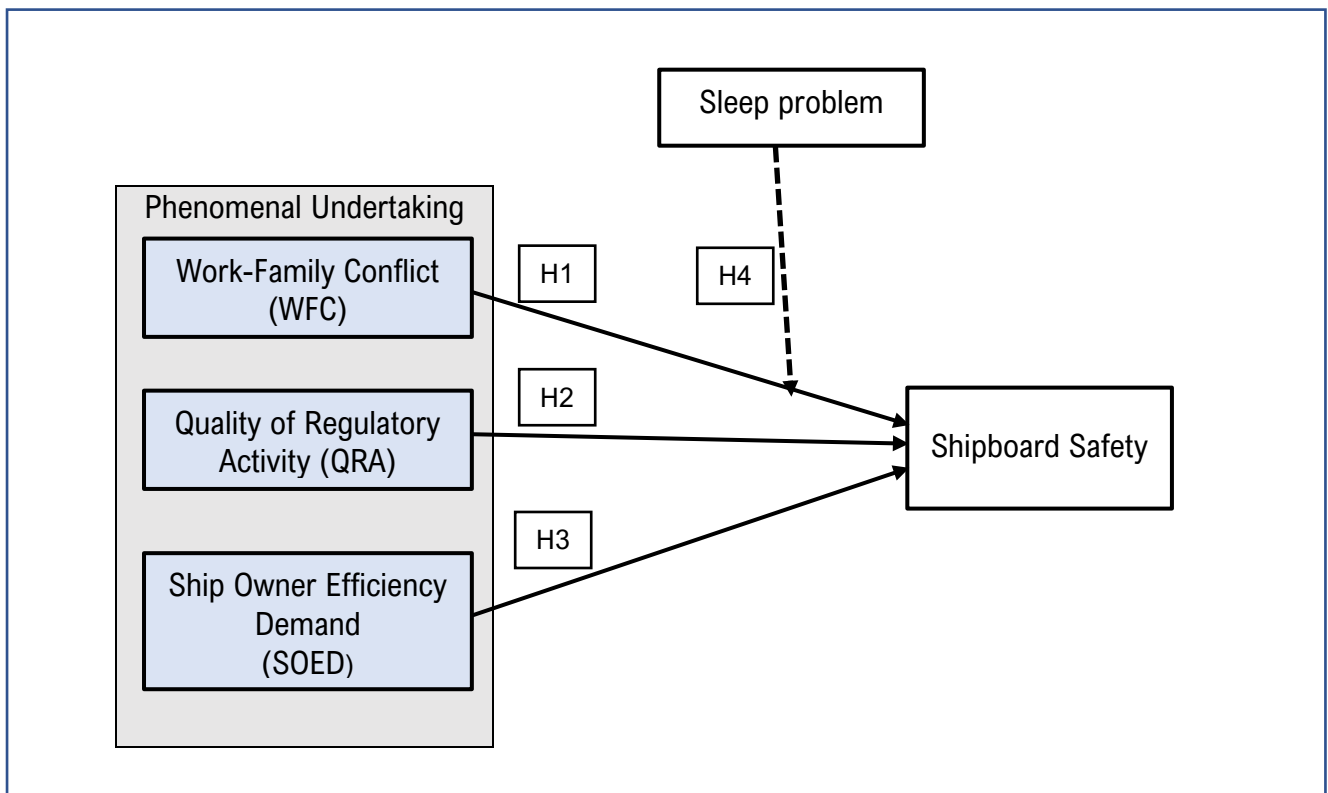 Sleep problem
Phenomenal Undertaking
Work-Family Conflict
(WFC)
H1
H4
H2
Quality of Regulatory
Activity (QRA)
Shipboard Safety
H3
Ship Owner Efficiency
Demand
(SOED)